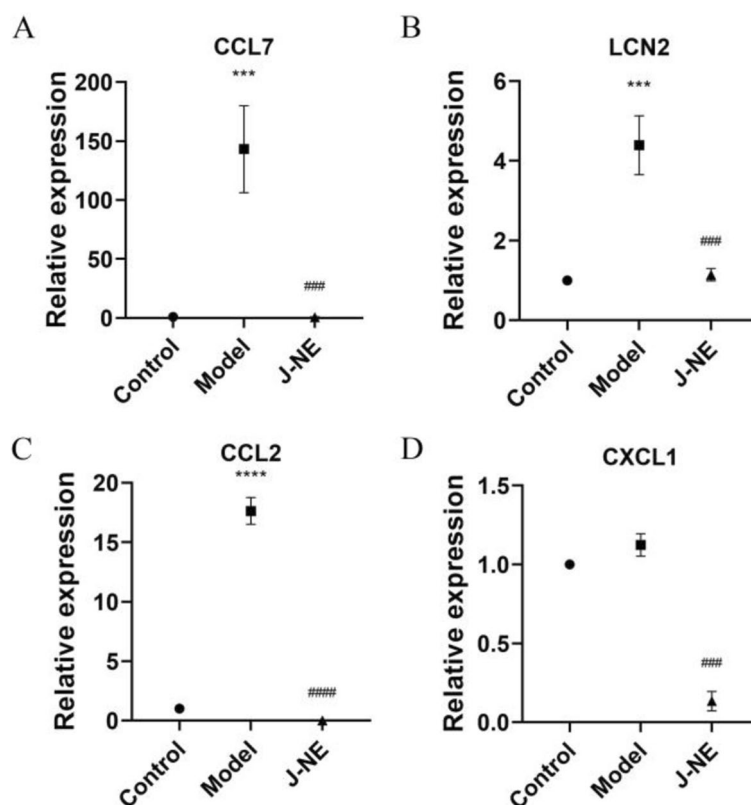 A
CCL7
Relative expression
200
150
100
50
0
***
###
Control
Model
J-NE
B
LCN2
Relative expression
6
4
2
0
***
###
Control
Model
J-NE
C
CCL2
Relative expression
20
15
10
5
0
****
####
Control
Model
J-NE
D
CXCL1
Relative expression
1.5
1.0
0.5
0.0
###
Control
Model
J-NE